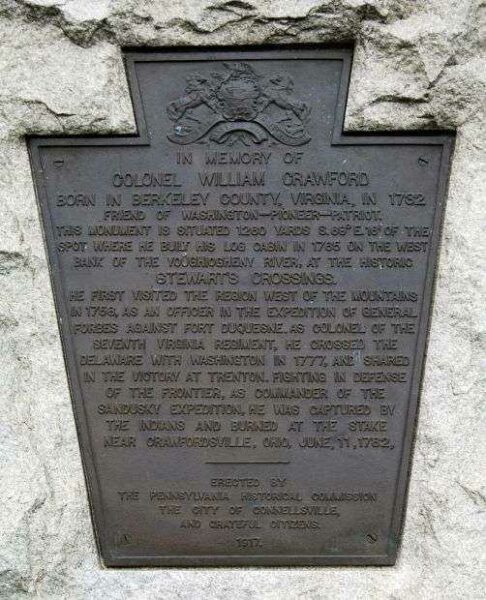 IN MEMORY OF
COLONEL WILLIAM CRAWFORD
BORN IN BERKELEY COUNTY, VIRGINIA, IN 1732.
FRIEND OF WASHINGTON—PIONEER—PATRIOT.
THIS MONUMENT IS SITUATED 1260 YARDS S.69° E.16' OF THE
SPOT WHERE HE BUILT HIS LOG CABIN IN 1765 ON THE WEST
BANK OF THE YOUGHIOGHENY RIVER, AT THE HISTORIC
STEWART'S CROSSINGS.
HE FIRST VISITED THE REGION WEST OF THE MOUNTAINS
IN 1758, AS AN OFFICER IN THE EXPEDITION OF GENERAL
FORBES AGAINST FORT DUQUESNE. AS COLONEL OF THE
SEVENTH VIRGINIA REGIMENT, HE CROSSED THE
DELAWARE WITH WASHINGTON IN 1777, AND SHARED
IN THE VICTORY AT TRENTON. FIGHTING IN DEFENSE
OF THE FRONTIER, AS COMMANDER OF THE
SANDUSKY EXPEDITION, HE WAS CAPTURED BY
THE INDIANS AND BURNED AT THE STAKE
NEAR CRAWFORDSVILLE, OHIO, JUNE, 11, 1782,
ERECTED BY
THE PENNSYLVANIA HISTORICAL COMMISSION
THE CITY OF CONNELLSVILLE,
AND GRATEFUL CITIZENS.
1917.